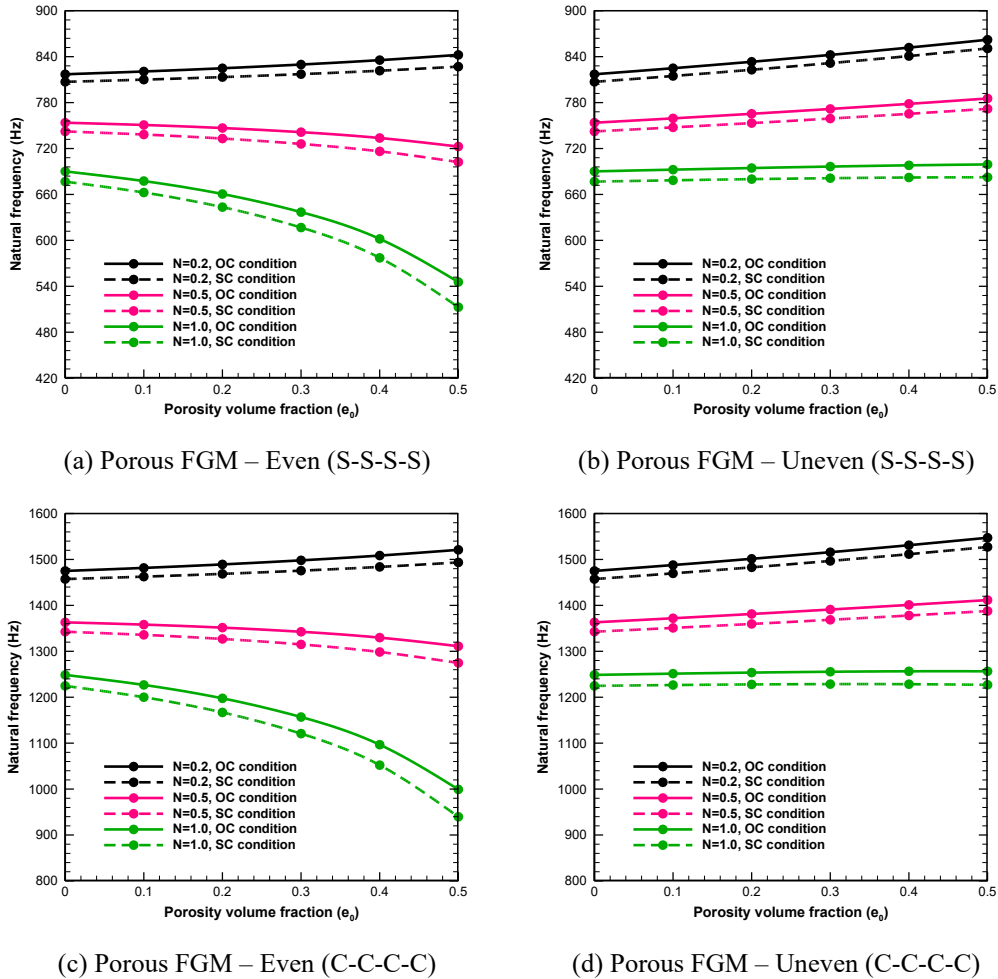 900
840
780
720
660
600
540
480
420
Natural frequency (Hz)
N=0.2, OC condition
N=0.2, SC condition
N=0.5, OC condition
N=0.5, SC condition
N=1.0, OC condition
N=1.0, SC condition
0 0.1 0.2 0.3 0.4 0.5
Porosity volume fraction (e₀)
(a) Porous FGM – Even (S-S-S-S)
900
840
780
720
660
600
540
480
420
Natural frequency (Hz)
N=0.2, OC condition
N=0.2, SC condition
N=0.5, OC condition
N=0.5, SC condition
N=1.0, OC condition
N=1.0, SC condition
0 0.1 0.2 0.3 0.4 0.5
Porosity volume fraction (e₀)
(b) Porous FGM – Uneven (S-S-S-S)
1600
1500
1400
1300
1200
1100
1000
900
800
Natural frequency (Hz)
N=0.2, OC condition
N=0.2, SC condition
N=0.5, OC condition
N=0.5, SC condition
N=1.0, OC condition
N=1.0, SC condition
0 0.1 0.2 0.3 0.4 0.5
Porosity volume fraction (e₀)
(c) Porous FGM – Even (C-C-C-C)
1600
1500
1400
1300
1200
1100
1000
900
800
Natural frequency (Hz)
N=0.2, OC condition
N=0.2, SC condition
N=0.5, OC condition
N=0.5, SC condition
N=1.0, OC condition
N=1.0, SC condition
0 0.1 0.2 0.3 0.4 0.5
Porosity volume fraction (e₀)
(d) Porous FGM – Uneven (C-C-C-C)